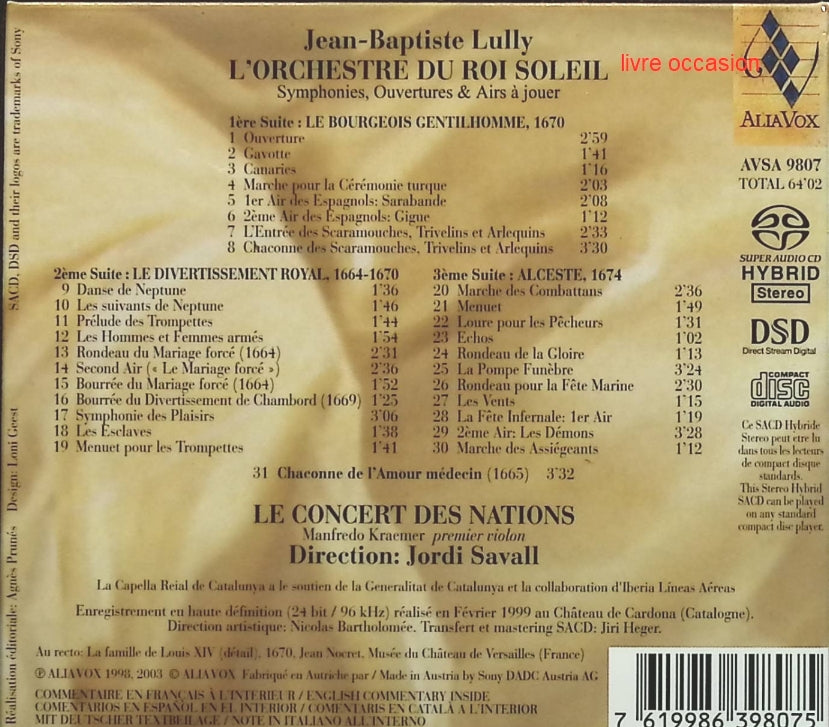 Jean-Baptiste Lully
L'ORCHESTRE DU ROI SOLEIL
Symphonies, Ouvertures & Airs à jouer
livre occasion
ALIAVOX
AVSA 9807
TOTAL 64'02
SUPER AUDIO CD
HYBRID
Stereo
DSD
Direct Stream Digital
COMPACT
disc
DIGITAL AUDIO
Ce SACD Hybride
Stereo peut etre lu
dans tous les lecteurs
de compact disque
standards.
This Stereo Hybrid
SACD can be played
on any standard
compact disc player.
1ère Suite : LE BOURGEOIS GENTILHOMME, 1670
1 Ouverture 2'59
2 Gavotte 1'41
3 Canaries 1'16
4 Marche pour la Cérémonie turque 2'03
5 1er Air des Espagnols: Sarabande 2'08
6 2ème Air des Espagnols: Gigue 1'12
7 L'Entrée des Scaramouches, Trivelins et Arlequins 2'33
8 Chaconne des Scaramouches, Trivelins et Arlequins 3'30
2ème Suite : LE DIVERTISSEMENT ROYAL, 1664-1670
9 Danse de Neptune 1'36
10 Les suivants de Neptune 1'46
11 Prélude des Trompettes 1'44
12 Les Hommes et Femmes armés 1'54
13 Rondeau du Mariage forcé (1664) 2'31
14 Second Air (« Le Mariage forcé ») 2'36
15 Bourrée du Mariage forcé (1664) 1'52
16 Bourrée du Divertissement de Chambord (1669) 1'25
17 Symphonie des Plaisirs 3'06
18 Les Esclaves 1'38
19 Menuet pour les Trompettes 1'41
3ème Suite : ALCESTE, 1674
20 Marche des Combattans 2'36
21 Menuet 1'49
22 Loure pour les Pêcheurs 1'31
23 Echos 1'02
24 Rondeau de la Gloire 1'13
25 La Pompe Funèbre 3'24
26 Rondeau pour la Fête Marine 2'30
27 Les Vents 1'15
28 La Fête Infernale: 1er Air 1'19
29 2ème Air: Les Démons 3'28
30 Marche des Assiégeants 1'12
31 Chaconne de l'Amour médecin (1665) 3'32
LE CONCERT DES NATIONS
Manfredo Kraemer premier violon
Direction: Jordi Savall
La Capella Reial de Catalunya a le soutien de la Generalitat de Catalunya et la collaboration d'Iberia Líneas Aéreas
Enregistrement en haute définition (24 bit / 96 kHz) réalisé en Février 1999 au Château de Cardona (Catalogne).
Direction artistique: Nicolas Bartholomée. Transfert et mastering SACD: Jiri Heger.
Au recto: La famille de Louis XIV (détail), 1670, Jean Nocret. Musée du Château de Versailles (France)
℗ ALIAVOX 1998, 2003 © ALIAVOX Fabriqué en Autriche par / Made in Austria by Sony DADC Austria AG
COMMENTAIRE EN FRANÇAIS À L'INTERIEUR / ENGLISH COMMENTARY INSIDE
COMENTARIOS EN ESPAÑOL EN EL INTERIOR / COMENTARIS EN CATALÀ A L'INTERIOR
MIT DEUTSCHER TEXTBEILAGE / NOTE IN ITALIANO ALL'INTERNO
7 619986 398075
Réalisation éditoriale: Agnès Prunés Design: Loni Geest SACD, DSD and their logos are trademarks of Sony